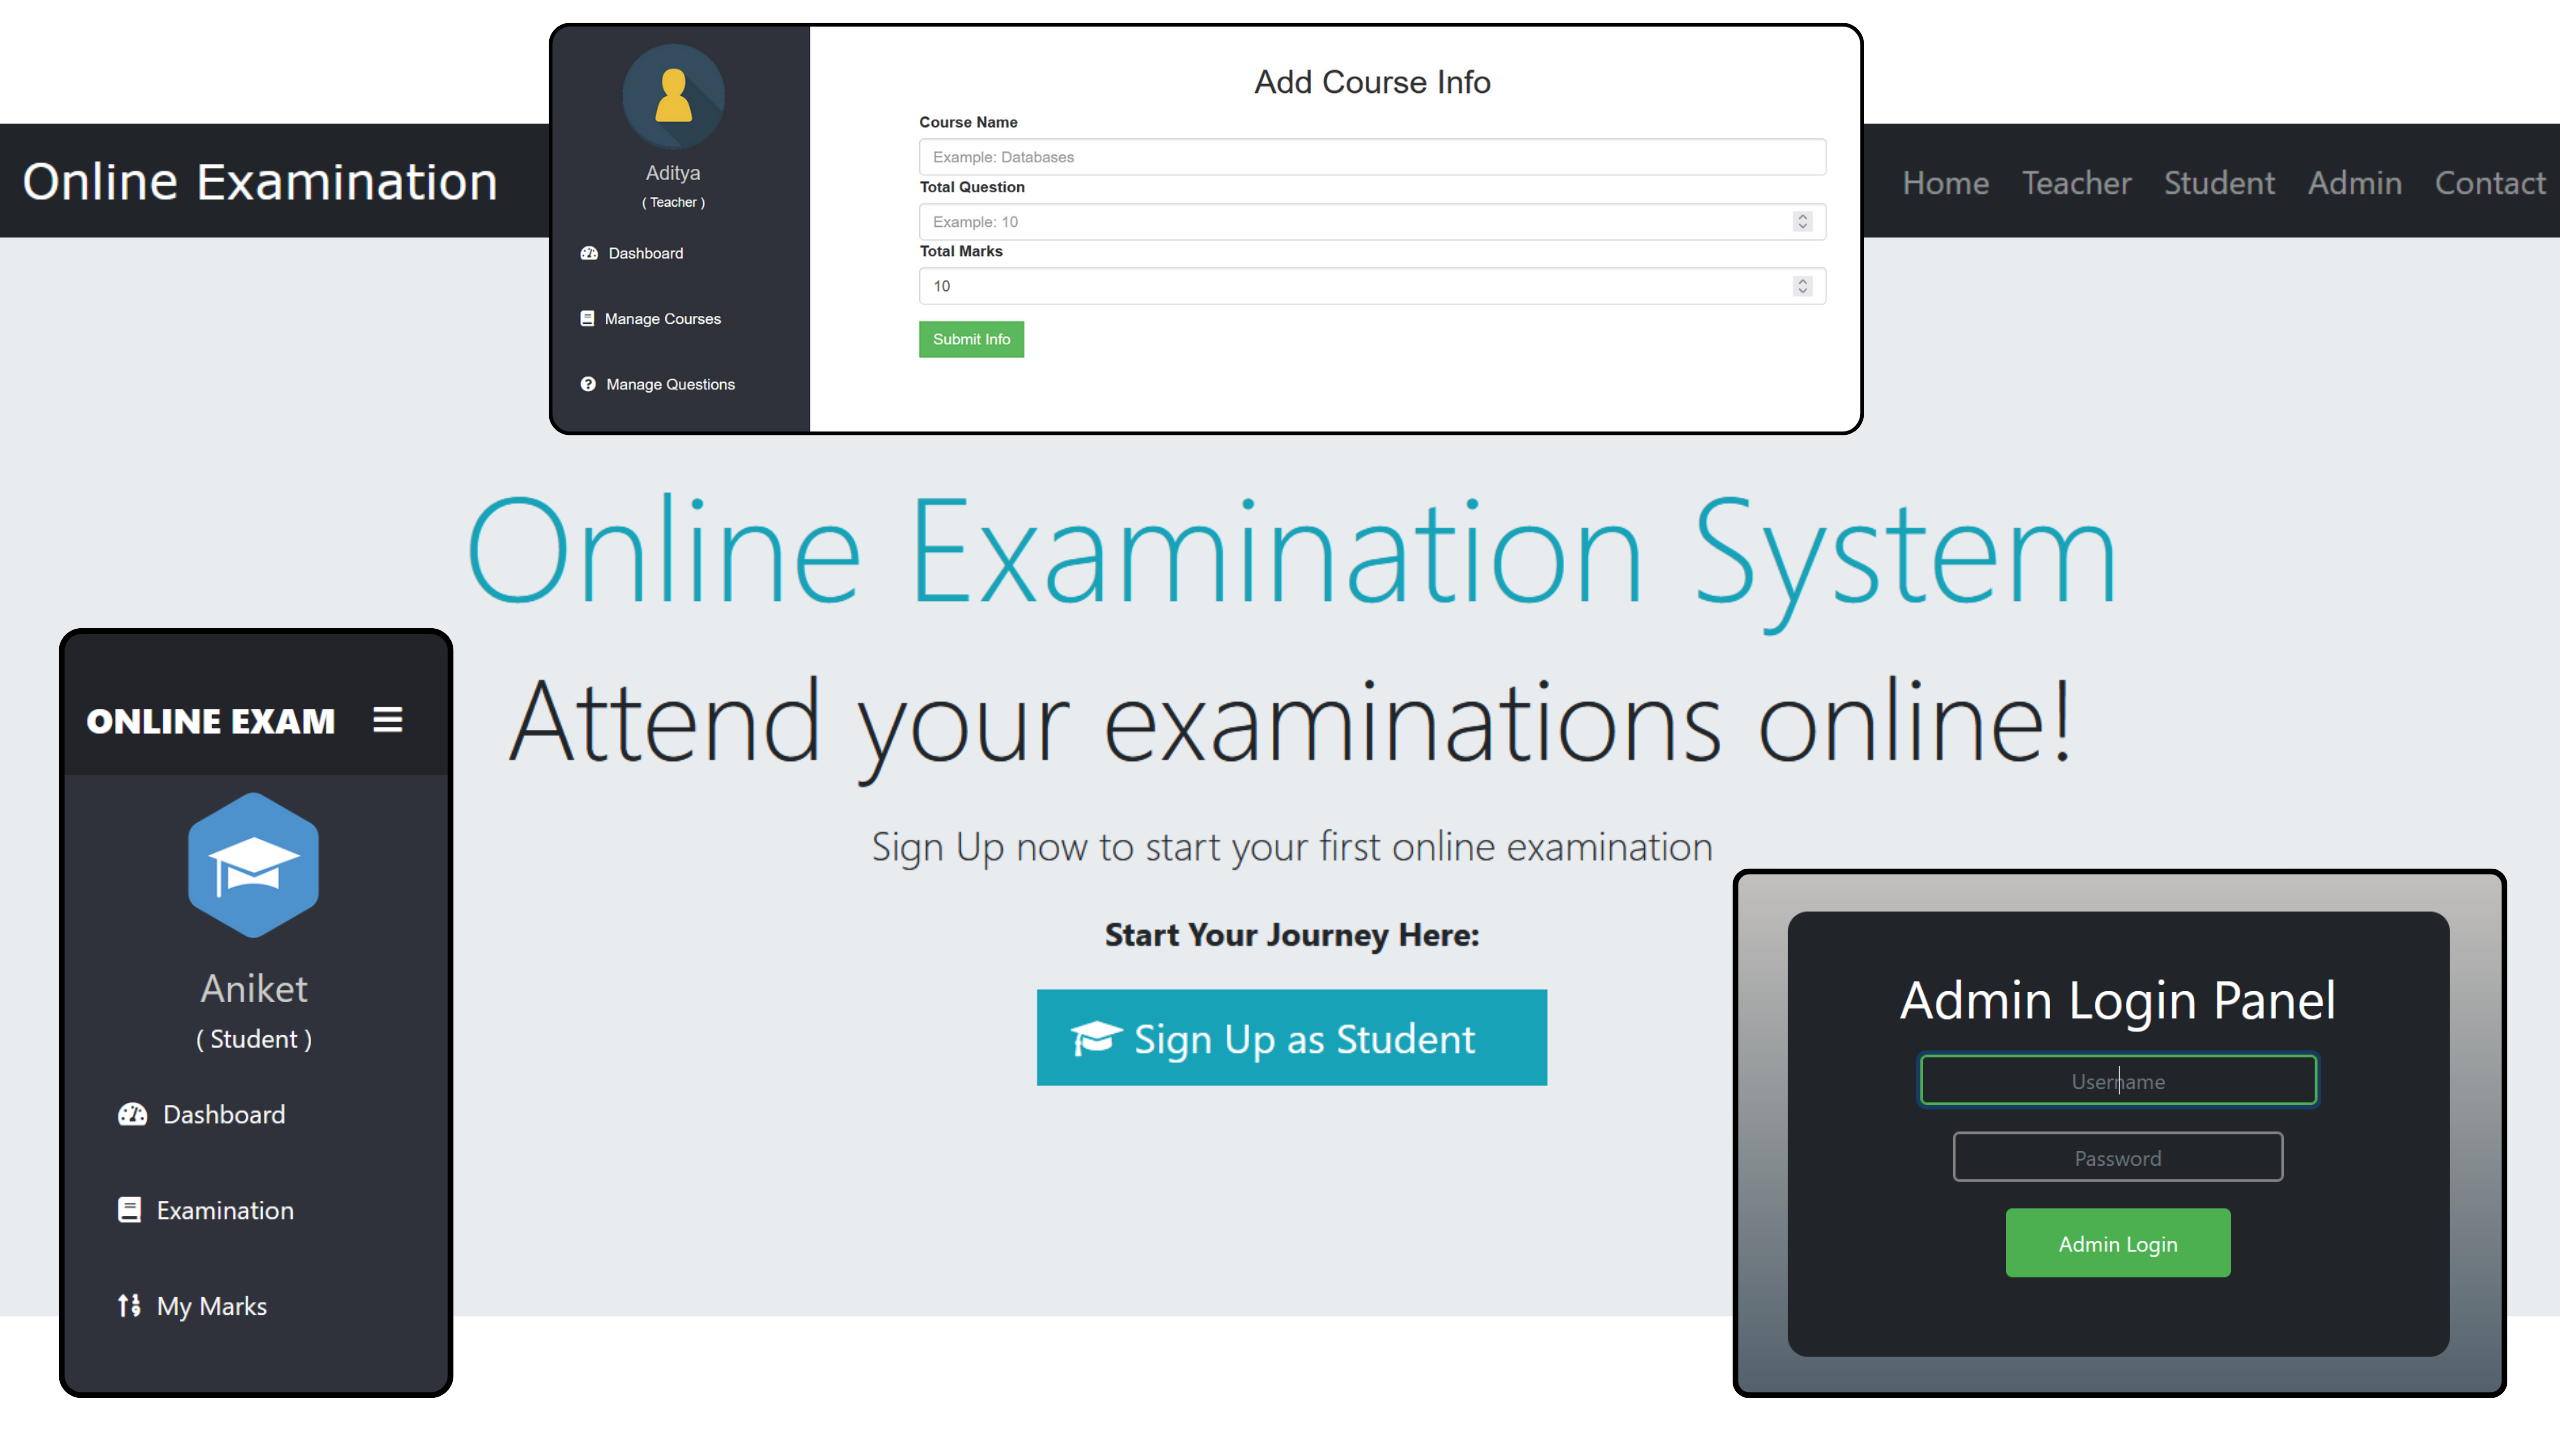 Online Examination
Home Teacher Student Admin Contact
Aditya
( Teacher )
Dashboard
Manage Courses
Manage Questions
Add Course Info
Course Name
Example: Databases
Total Question
Example: 10
Total Marks
10
Submit Info
Online Examination System
Attend your examinations online!
Sign Up now to start your first online examination
Start Your Journey Here:
Sign Up as Student
ONLINE EXAM
Aniket
( Student )
Dashboard
Examination
My Marks
Admin Login Panel
Username
Password
Admin Login